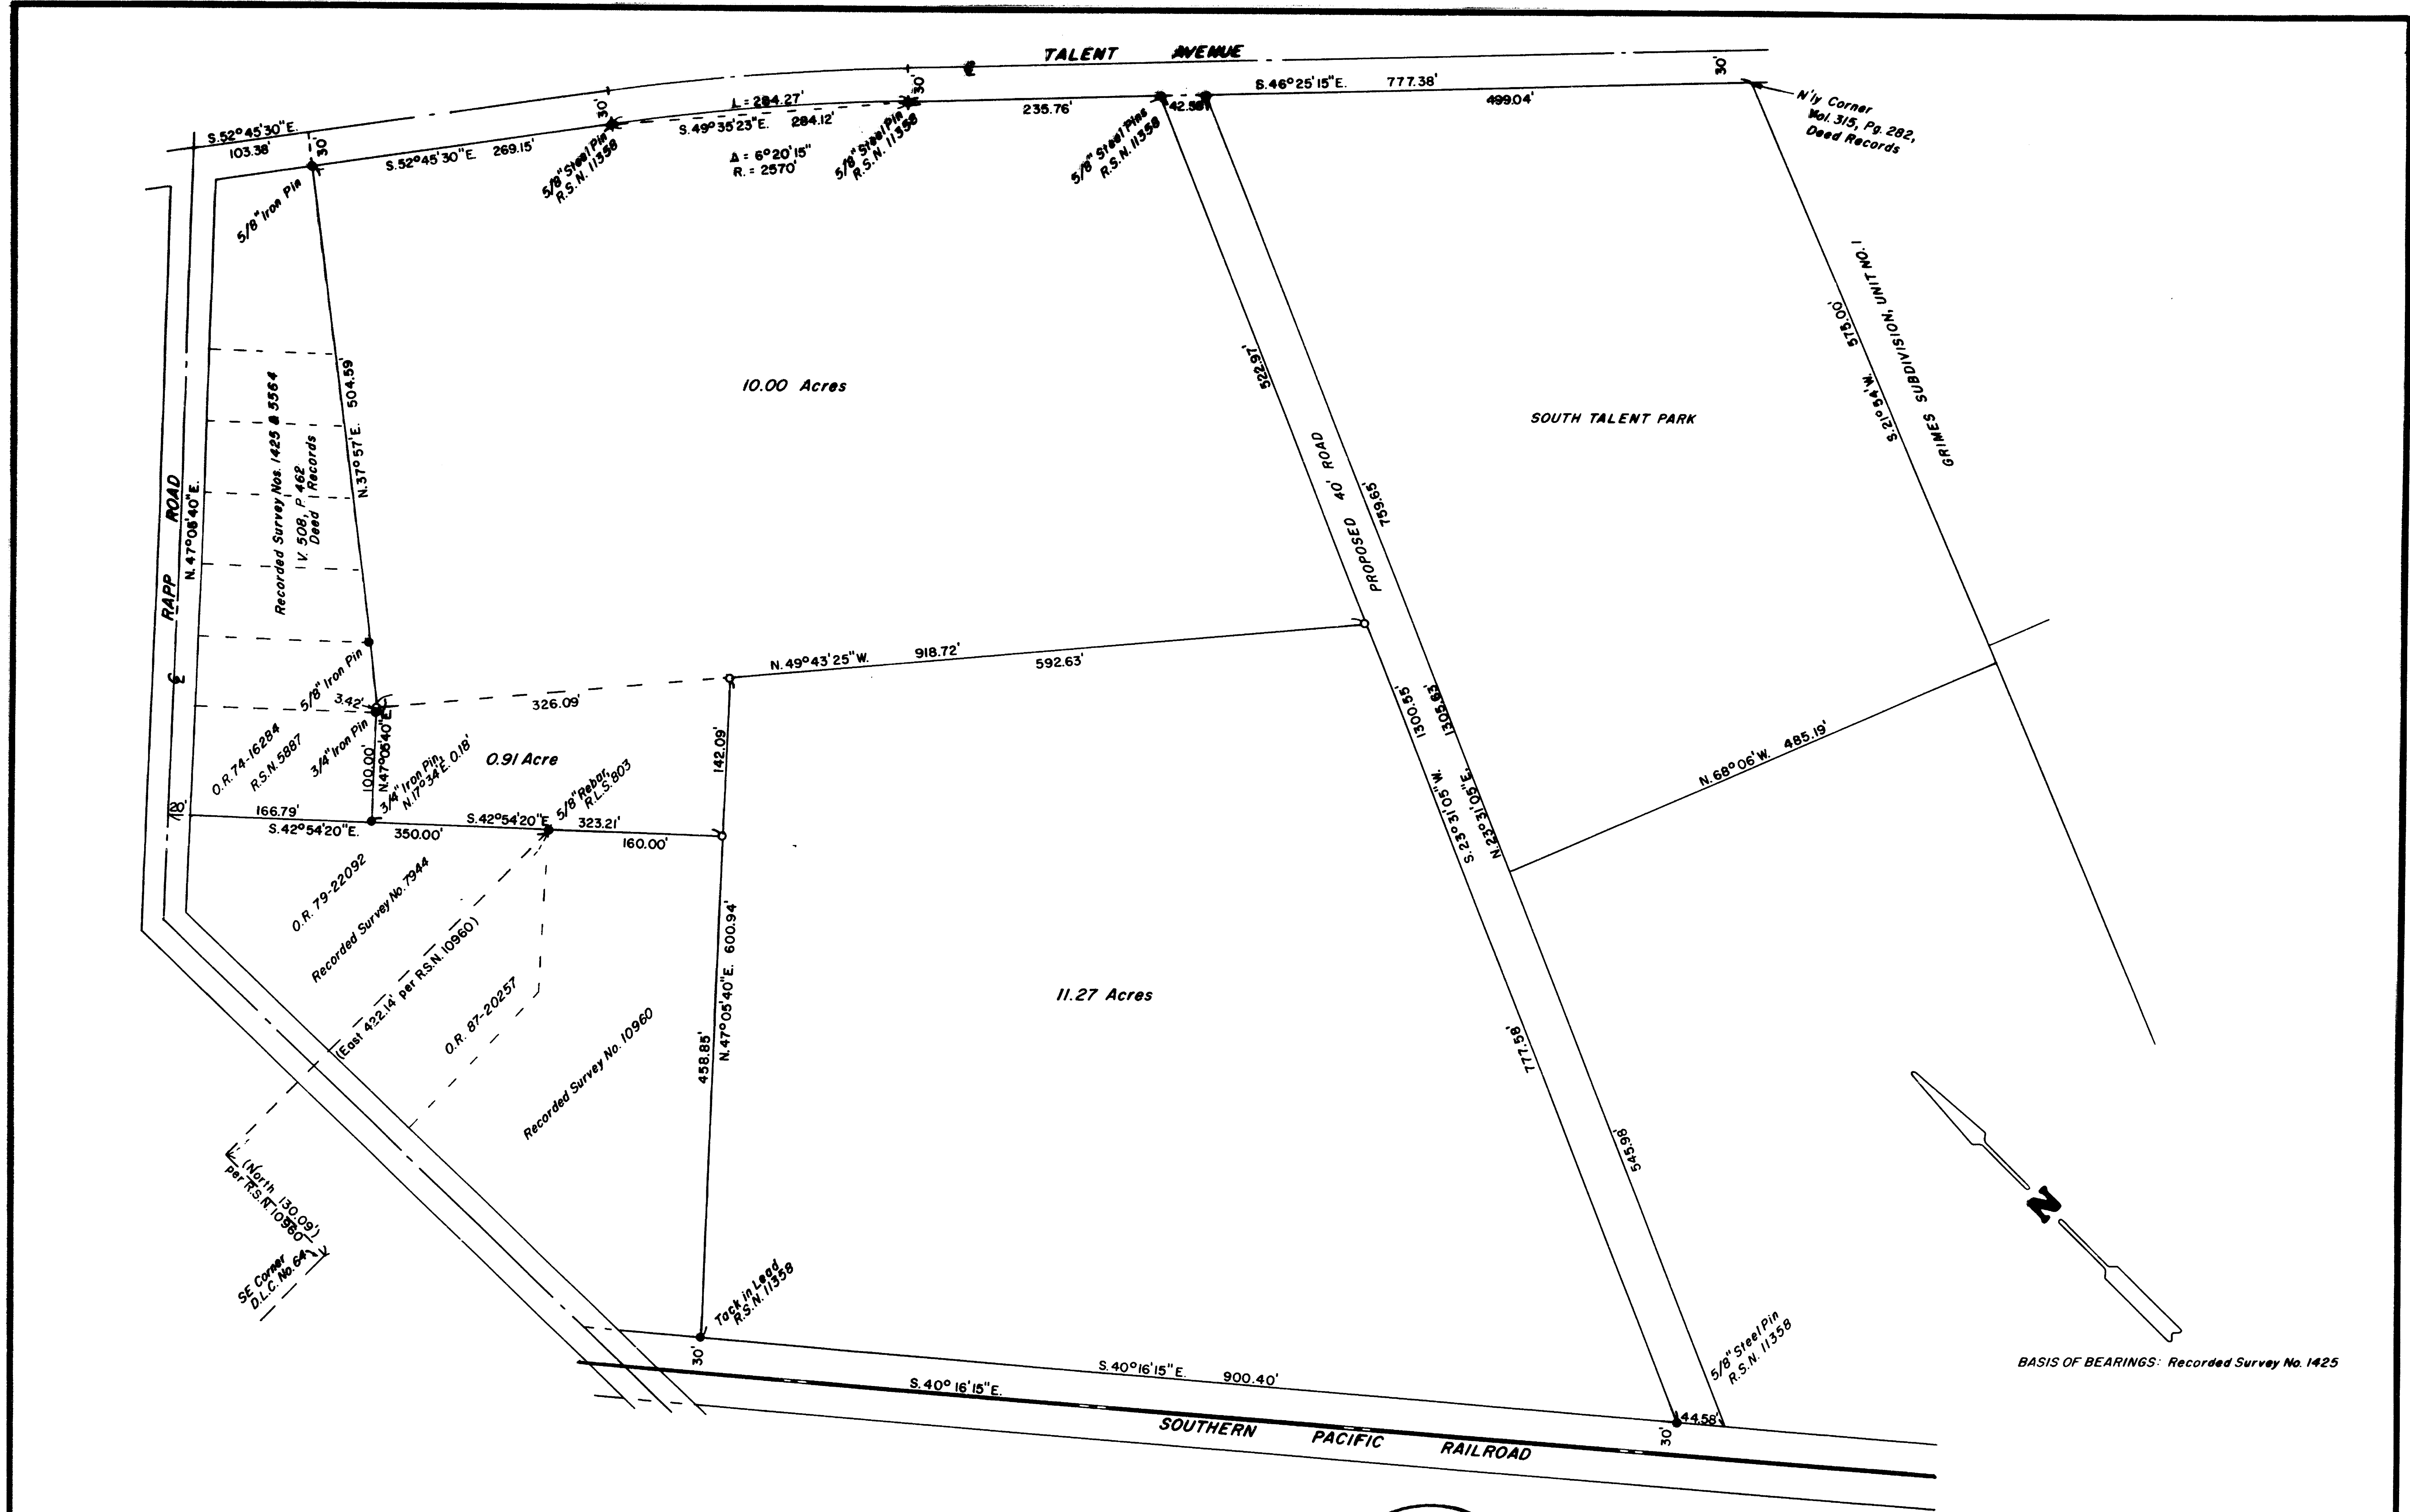 TALENT AVENUE
S.52°45'30"E.
103.38'
30'
S.52°45'30"E. 269.15'
30'
L = 284.27'
S.49°35'23"E. 284.12'
Δ = 6°20'15"
R. = 2570'
30'
235.76'
S.46°25'15"E. 777.38'
499.04'
30'
N'ly Corner
Vol. 315, Pg. 282,
Deed Records
5/8" Iron Pin
5/8" Steel Pin
R.S.N. 11358
5/8" Steel Pin
R.S.N. 11358
5/8" Steel Pins
R.S.N. 11358
RAPP ROAD
N.47°05'40"E.
Recorded Survey Nos. 1425 & 5564
V. 508, P. 462
Deed Records
N.37°57'E. 504.59'
10.00 Acres
522.97'
PROPOSED 40' ROAD
759.65'
SOUTH TALENT PARK
S.21°54'W. 575.00'
GRIMES SUBDIVISION, UNIT NO.1
5/8" Iron Pin
3.42'
3/4" Iron Pin
O.R. 74-16284
R.S.N. 5887
N.49°43'25"W. 918.72'
592.63'
326.09'
100.00'
N.47°05'40"E.
0.91 Acre
142.09'
3/4" Iron Pin,
N.17°34'E. 0.18'
5/8" Rebar,
R.L.S. 803
20'
166.79'
S.42°54'20"E.
350.00'
S.42°54'20"E.
323.21'
160.00'
1300.55'
S.23°31'05"W.
1305.63'
N.23°31'05"E.
N.68°06'W. 485.19'
O.R. 79-22092
Recorded Survey No. 7944
(East 422.14' per R.S.N. 10960)
O.R. 87-20257
Recorded Survey No. 10960
458.85'
N.47°05'40"E. 600.94'
11.27 Acres
777.58'
545.98'
(North 130.09')
per R.S.N. 10960
SE Corner
D.L.C. No. 64
Tack in Lead
R.S.N. 11358
30'
S.40°16'15"E. 900.40'
S.40°16'15"E.
SOUTHERN PACIFIC RAILROAD
30'
44.58'
5/8" Steel Pin
R.S.N. 11358
N
BASIS OF BEARINGS: Recorded Survey No. 1425